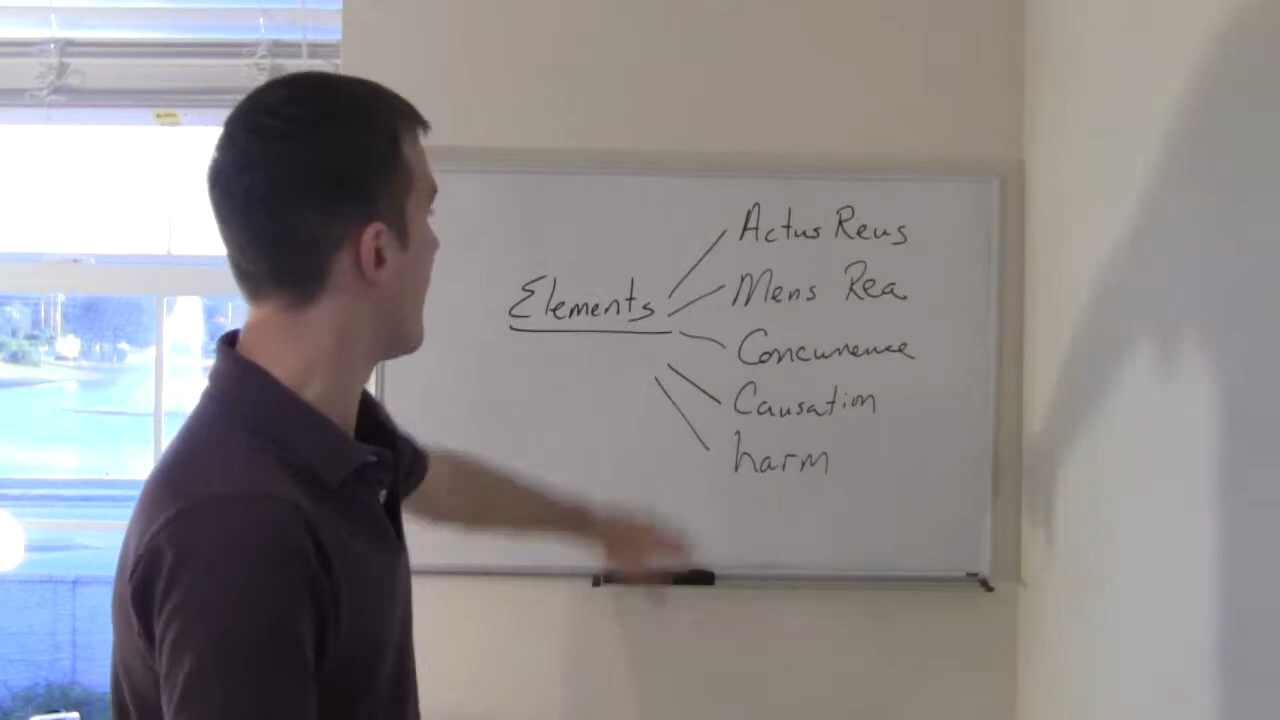 Elements
Actus Reus
Mens Rea
Concurrence
Causation
harm